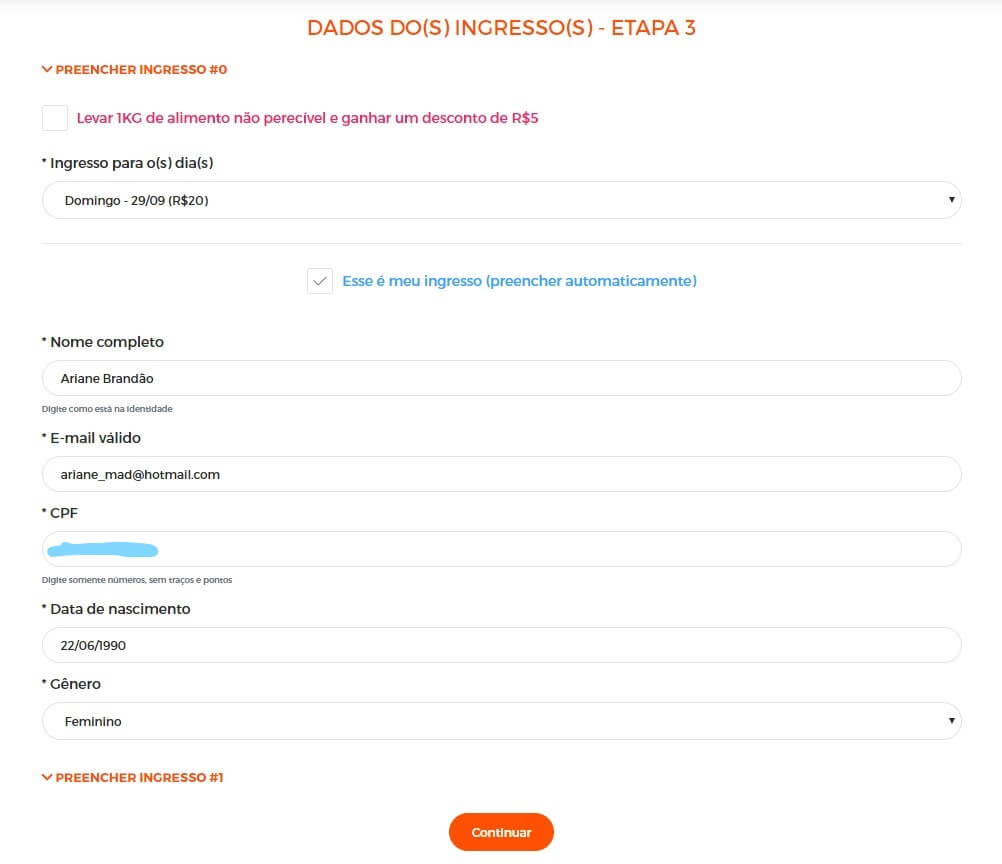 DADOS DO(S) INGRESSO(S) - ETAPA 3
PREENCHER INGRESSO #0
Levar 1KG de alimento não perecível e ganhar um desconto de R$5
* Ingresso para o(s) dia(s)
Domingo - 29/09 (R$20)
Esse é meu ingresso (preencher automaticamente)
* Nome completo
Ariane Brandão
Digite como está na identidade
* E-mail válido
ariane_mad@hotmail.com
* CPF
Digite somente números, sem traços e pontos
* Data de nascimento
22/06/1990
* Gênero
Feminino
PREENCHER INGRESSO #1
Continuar